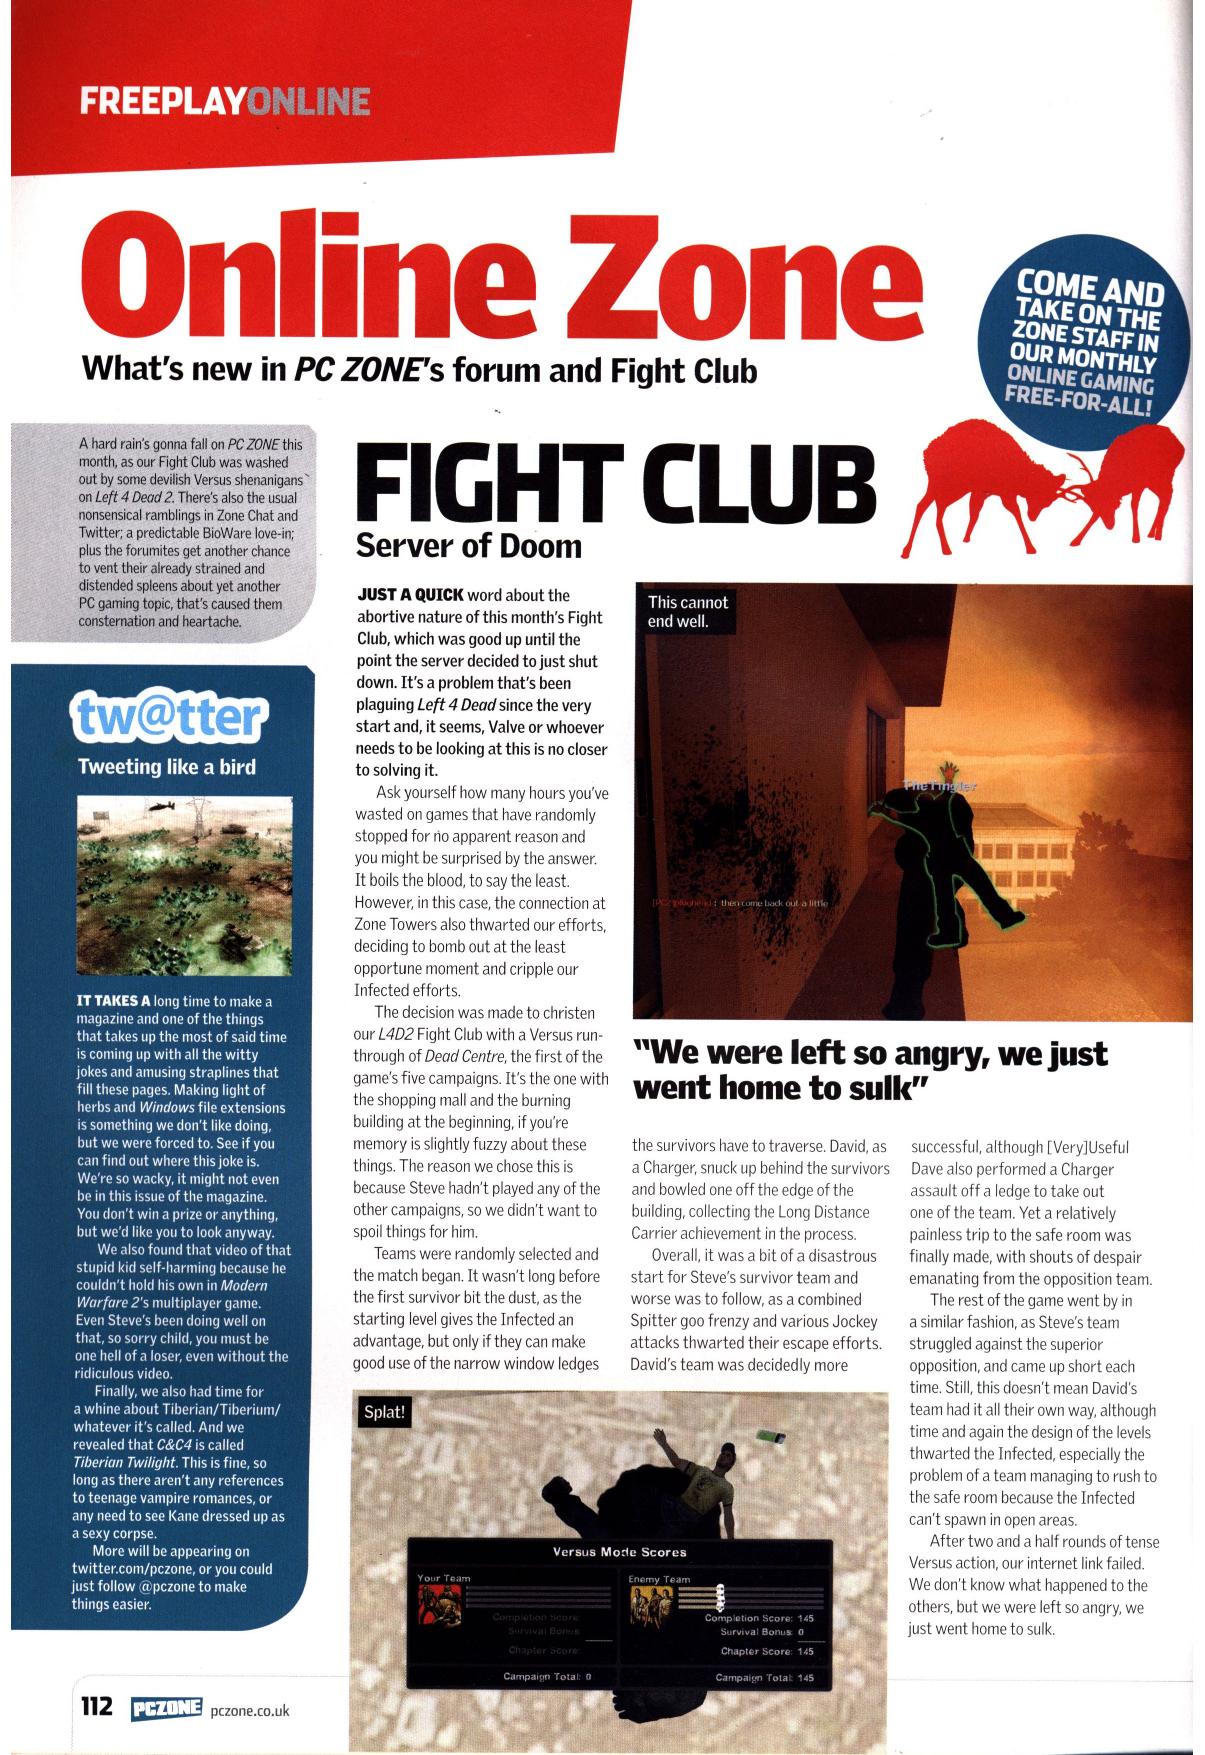 FREEPLAYONLINE
Online Zone
What's new in PC ZONE's forum and Fight Club
COME AND
TAKE ON THE
ZONE STAFF IN
OUR MONTHLY
ONLINE GAMING
FREE-FOR-ALL!
A hard rain's gonna fall on PC ZONE this
month, as our Fight Club was washed
out by some devilish Versus shenanigans
on Left 4 Dead 2. There's also the usual
nonsensical ramblings in Zone Chat and
Twitter; a predictable BioWare love-in;
plus the forumites get another chance
to vent their already strained and
distended spleens about yet another
PC gaming topic, that's caused them
consternation and heartache.
tw@tter
Tweeting like a bird
IT TAKES A long time to make a
magazine and one of the things
that takes up the most of said time
is coming up with all the witty
jokes and amusing straplines that
fill these pages. Making light of
herbs and Windows file extensions
is something we don't like doing,
but we were forced to. See if you
can find out where this joke is.
We're so wacky, it might not even
be in this issue of the magazine.
You don't win a prize or anything,
but we'd like you to look anyway.
We also found that video of that
stupid kid self-harming because he
couldn't hold his own in Modern
Warfare 2's multiplayer game.
Even Steve's been doing well on
that, so sorry child, you must be
one hell of a loser, even without the
ridiculous video.
Finally, we also had time for
a whine about Tiberian/Tiberium/
whatever it's called. And we
revealed that C&C4 is called
Tiberian Twilight. This is fine, so
long as there aren't any references
to teenage vampire romances, or
any need to see Kane dressed up as
a sexy corpse.
More will be appearing on
twitter.com/pczone, or you could
just follow @pczone to make
things easier.
FIGHT CLUB
Server of Doom
JUST A QUICK word about the
abortive nature of this month's Fight
Club, which was good up until the
point the server decided to just shut
down. It's a problem that's been
plaguing Left 4 Dead since the very
start and, it seems, Valve or whoever
needs to be looking at this is no closer
to solving it.
Ask yourself how many hours you've
wasted on games that have randomly
stopped for no apparent reason and
you might be surprised by the answer.
It boils the blood, to say the least.
However, in this case, the connection at
Zone Towers also thwarted our efforts,
deciding to bomb out at the least
opportune moment and cripple our
Infected efforts.
The decision was made to christen
our L4D2 Fight Club with a Versus run-
through of Dead Centre, the first of the
game's five campaigns. It's the one with
the shopping mall and the burning
building at the beginning, if you're
memory is slightly fuzzy about these
things. The reason we chose this is
because Steve hadn't played any of the
other campaigns, so we didn't want to
spoil things for him.
Teams were randomly selected and
the match began. It wasn't long before
the first survivor bit the dust, as the
starting level gives the Infected an
advantage, but only if they can make
good use of the narrow window ledges
This cannot
end well.
TheTingler
: then come back out a little
"We were left so angry, we just
went home to sulk"
the survivors have to traverse. David, as
a Charger, snuck up behind the survivors
and bowled one off the edge of the
building, collecting the Long Distance
Carrier achievement in the process.
Overall, it was a bit of a disastrous
start for Steve's survivor team and
worse was to follow, as a combined
Spitter goo frenzy and various Jockey
attacks thwarted their escape efforts.
David's team was decidedly more
successful, although [Very]Useful
Dave also performed a Charger
assault off a ledge to take out
one of the team. Yet a relatively
painless trip to the safe room was
finally made, with shouts of despair
emanating from the opposition team.
The rest of the game went by in
a similar fashion, as Steve's team
struggled against the superior
opposition, and came up short each
time. Still, this doesn't mean David's
team had it all their own way, although
time and again the design of the levels
thwarted the Infected, especially the
problem of a team managing to rush to
the safe room because the Infected
can't spawn in open areas.
After two and a half rounds of tense
Versus action, our internet link failed.
We don't know what happened to the
others, but we were left so angry, we
just went home to sulk.
Splat!
Versus Mode Scores
Your Team
Completion Score:
Survival Bonus:
Chapter Score:
Campaign Total: 0
Enemy Team
Completion Score: 145
Survival Bonus: 0
Chapter Score: 145
Campaign Total: 145
112 PCZONE pczone.co.uk